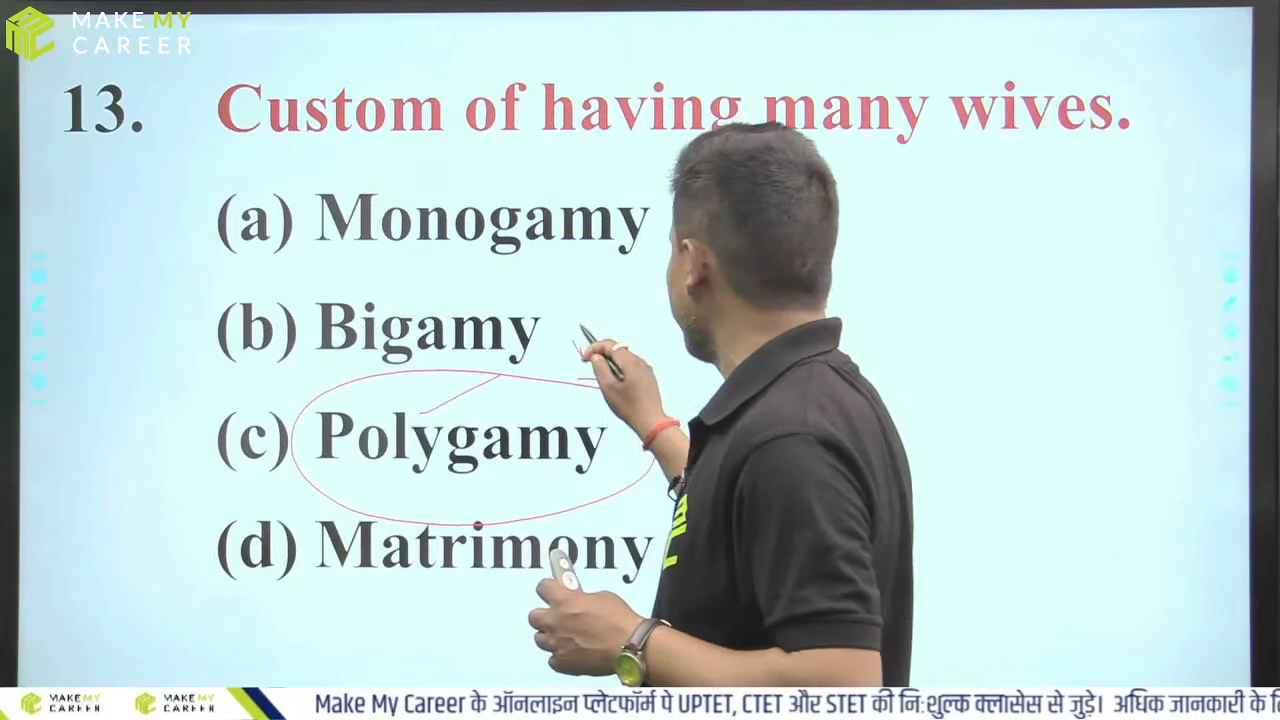 MAKE MY
CAREER
13. Custom of having many wives.
(a) Monogamy
(b) Bigamy
(c) Polygamy
(d) Matrimony
MAKE MY
CAREER
MAKE MY
CAREER
Make My Career के ऑनलाइन प्लेटफॉर्म पे UPTET, CTET और STET की नि:शुल्क क्लासेस से जुड़े। अधिक जानकारी के